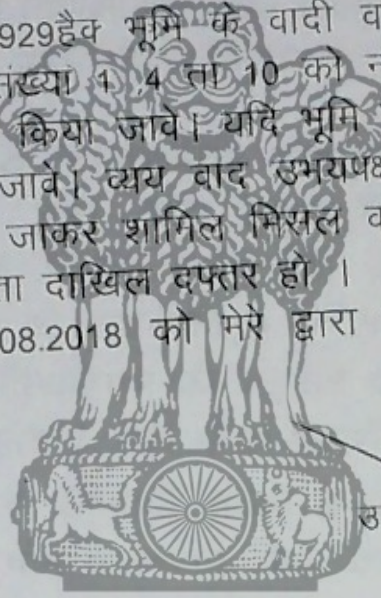 929हैक भूमि के वादी व
संख्या 1 ,4 ता 10 को न
किया जावे। यदि भूमि
जावे। व्यय वाद उभयपक्ष
जाकर शामिल मिसल व
ता दाखिल दफ्तर हो ।
08.2018 को मेरे द्वारा
उ